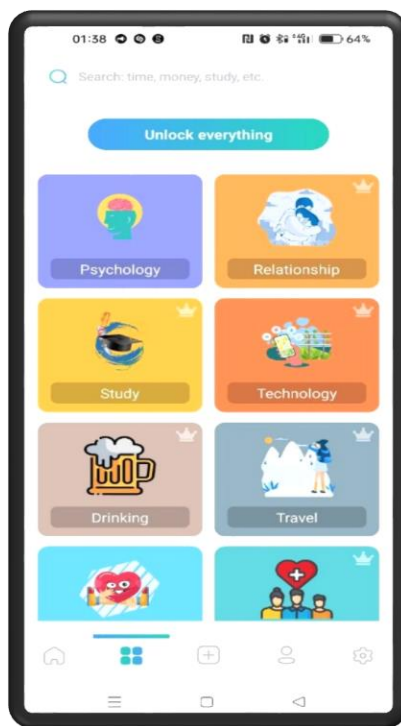 01:38 64%
Search: time, money, study, etc.
Unlock everything
Psychology Relationship
Study Technology
Drinking Travel